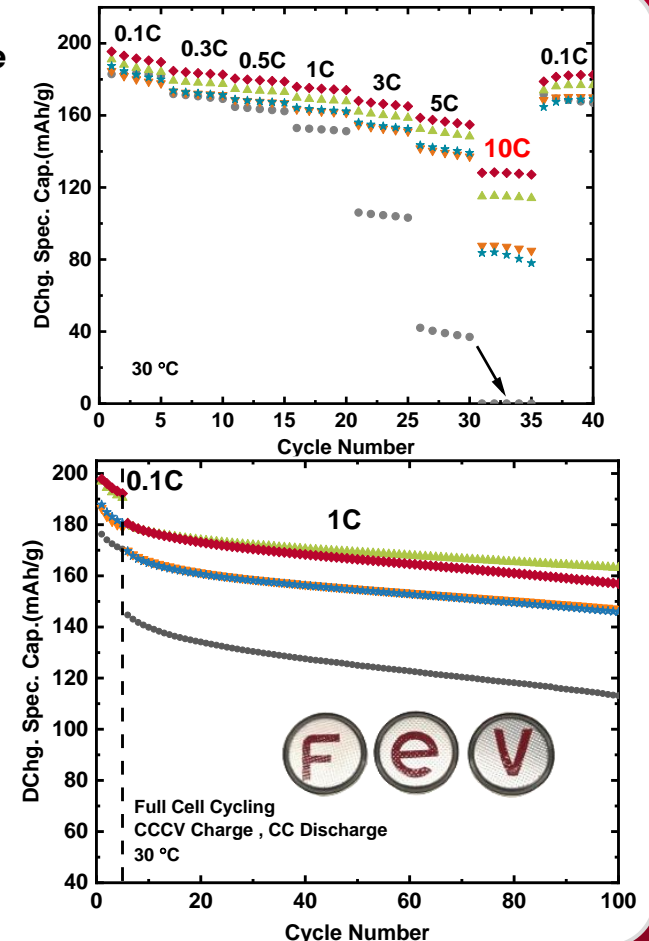 e
200
160
120
80
40
0
DChg. Spec. Cap.(mAh/g)
0.1C
0.3C
0.5C
1C
3C
5C
10C
0.1C
30 ºC
0 5 10 15 20 25 30 35 40
Cycle Number
200
180
160
140
120
100
80
60
40
DChg. Spec. Cap.(mAh/g)
0.1C
1C
F e V
Full Cell Cycling
CCCV Charge , CC Discharge
30 ºC
0 20 40 60 80 100
Cycle Number